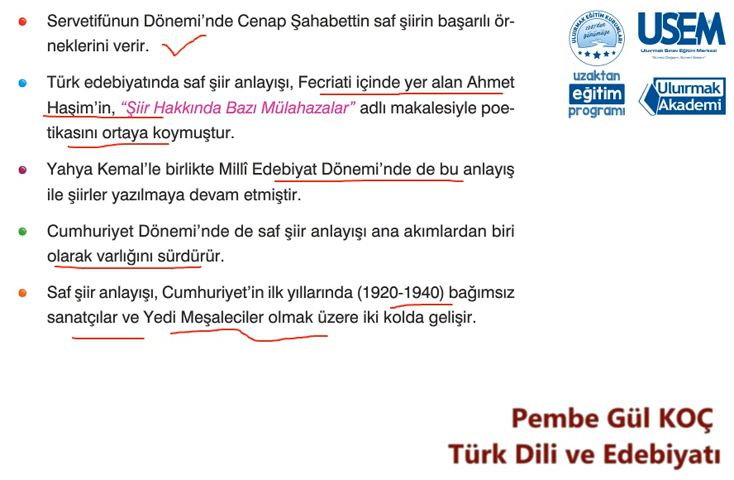 Servetifünun Dönemi’nde Cenap Şahabettin saf şiirin başarılı ör-
neklerini verir.
Türk edebiyatında saf şiir anlayışı, Fecriati içinde yer alan Ahmet
Haşim’in, “Şiir Hakkında Bazı Mülahazalar” adlı makalesiyle poe-
tikasını ortaya koymuştur.
Yahya Kemal’le birlikte Millî Edebiyat Dönemi’nde de bu anlayış
ile şiirler yazılmaya devam etmiştir.
Cumhuriyet Dönemi’nde de saf şiir anlayışı ana akımlardan biri
olarak varlığını sürdürür.
Saf şiir anlayışı, Cumhuriyet’in ilk yıllarında (1920-1940) bağımsız
sanatçılar ve Yedi Meşaleciler olmak üzere iki kolda gelişir.
USEM
Ulurmak Sınav Eğitim Merkezi
uzaktan
eğitim
programı
Uluırmak
Akademi
Pembe Gül KOÇ
Türk Dili ve Edebiyatı